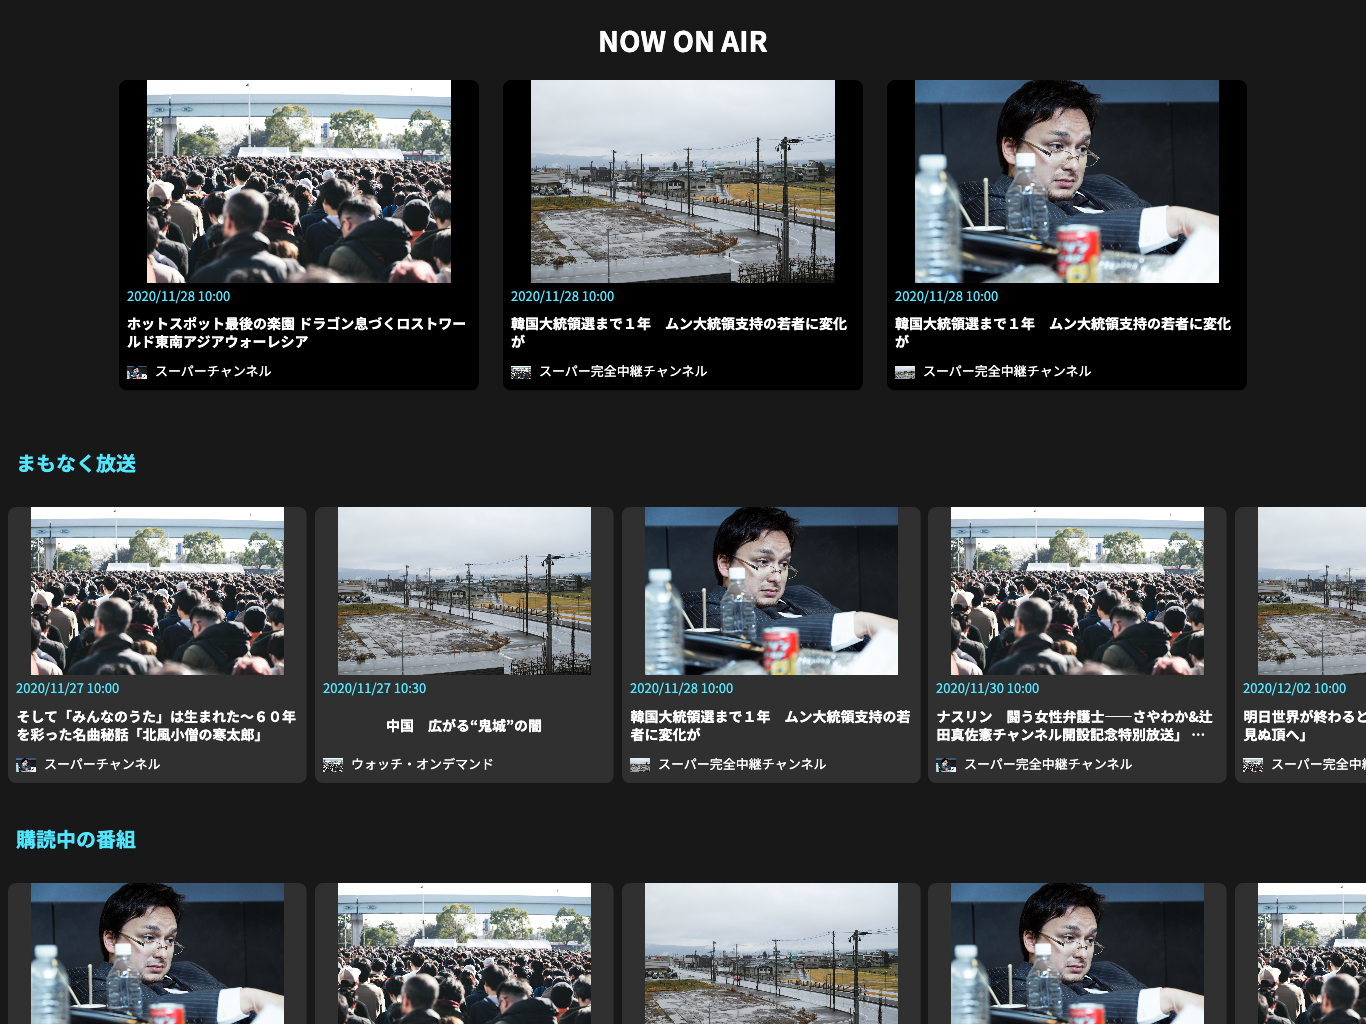 NOW ON AIR
2020/11/28 10:00
ホットスポット最後の楽園 ドラゴン息づくロストワー
ルド東南アジアウォーレシア
スーパーチャンネル
2020/11/28 10:00
韓国大統領選まで１年　ムン大統領支持の若者に変化
が
スーパー完全中継チャンネル
2020/11/28 10:00
韓国大統領選まで１年　ムン大統領支持の若者に変化
が
スーパー完全中継チャンネル
まもなく放送
2020/11/27 10:00
そして「みんなのうた」は生まれた〜６０年
を彩った名曲秘話「北風小僧の寒太郎」
スーパーチャンネル
2020/11/27 10:30
中国　広がる“鬼城”の闇
ウォッチ・オンデマンド
2020/11/28 10:00
韓国大統領選まで１年　ムン大統領支持の若
者に変化が
スーパー完全中継チャンネル
2020/11/30 10:00
ナスリン　闘う女性弁護士――さやわか&辻
田真佐憲チャンネル開設記念特別放送」 …
スーパー完全中継チャンネル
2020/12/02 10:00
明日世界が終わると
見ぬ頂へ」
スーパー完全中
購読中の番組